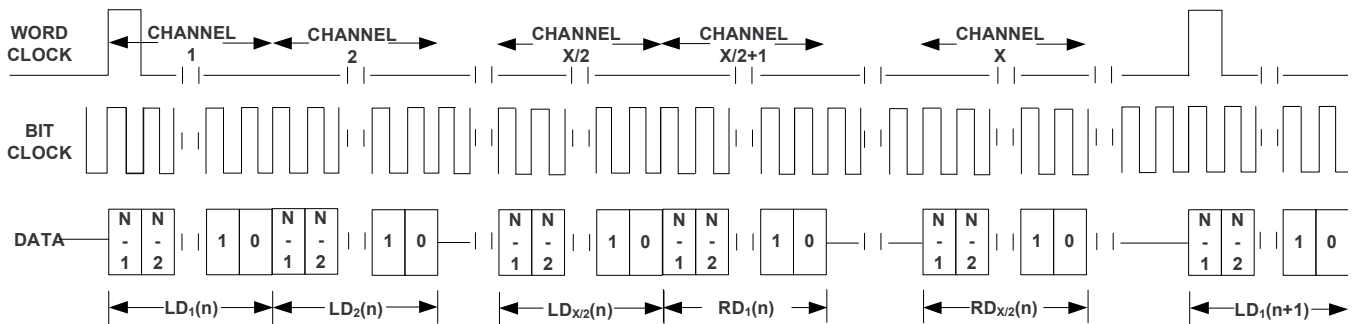 WORD
CLOCK
CHANNEL
1
CHANNEL
2
CHANNEL
X/2
CHANNEL
X/2+1
CHANNEL
X
BIT
CLOCK
DATA
N-1 N-2 1 0 N-1 N-2 1 0 N-1 N-2 1 0 N-1 N-2 1 0 N-1 N-2 1 0 N-1 N-2 1 0
LD1(n) LD2(n) LDX/2(n) RD1(n) RDX/2(n) LD1(n+1)